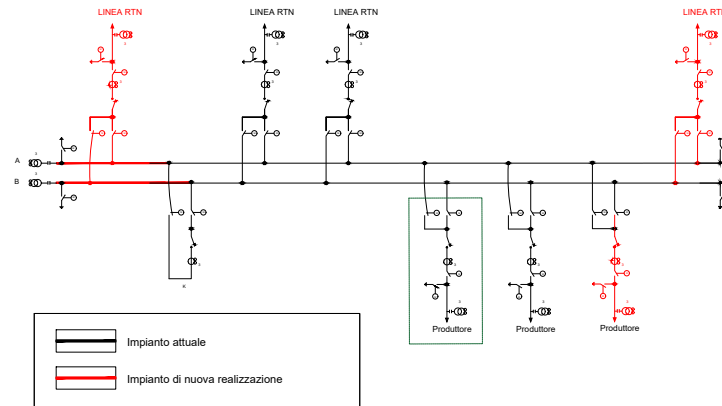 LINEA RTN
LINEA RTN
LINEA RTN
LINEA RTN
A
B
K
Produttore
Produttore
Produttore
Impianto attuale
Impianto di nuova realizzazione